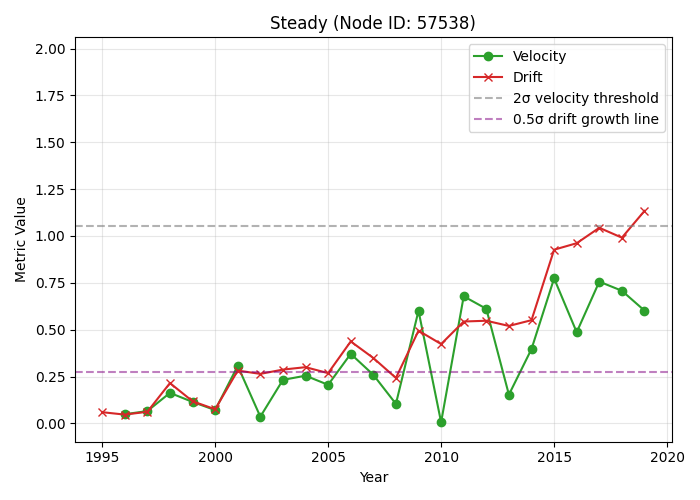 Steady (Node ID: 57538)
Velocity
Drift
2σ velocity threshold
0.5σ drift growth line
Metric Value
2.00
1.75
1.50
1.25
1.00
0.75
0.50
0.25
0.00
1995 2000 2005 2010 2015 2020
Year